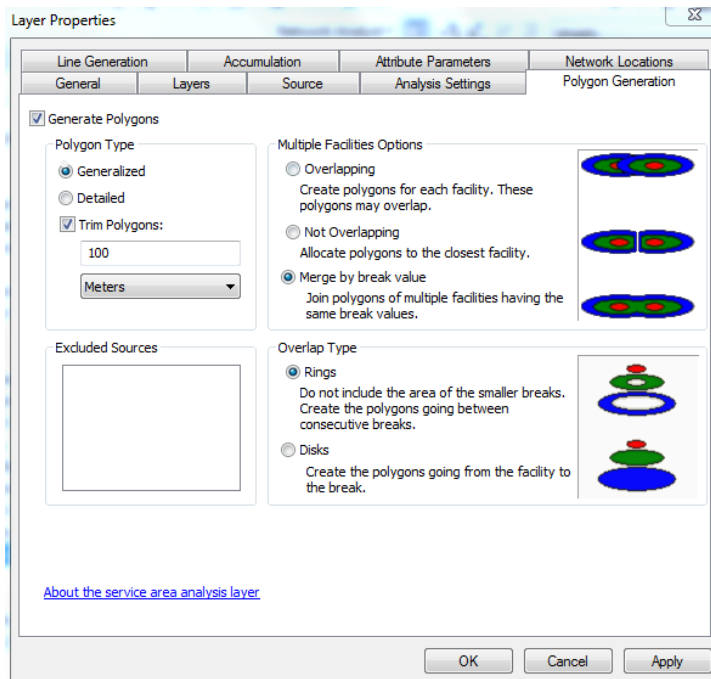 Layer Properties
Line Generation
Accumulation
Attribute Parameters
Network Locations
General
Layers
Source
Analysis Settings
Polygon Generation
Generate Polygons
Polygon Type
Generalized
Detailed
Trim Polygons:
100
Meters
Multiple Facilities Options
Overlapping
Create polygons for each facility. These
polygons may overlap.
Not Overlapping
Allocate polygons to the closest facility.
Merge by break value
Join polygons of multiple facilities having the
same break values.
Excluded Sources
Overlap Type
Rings
Do not include the area of the smaller breaks.
Create the polygons going between
consecutive breaks.
Disks
Create the polygons going from the facility to
the break.
About the service area analysis layer
OK
Cancel
Apply